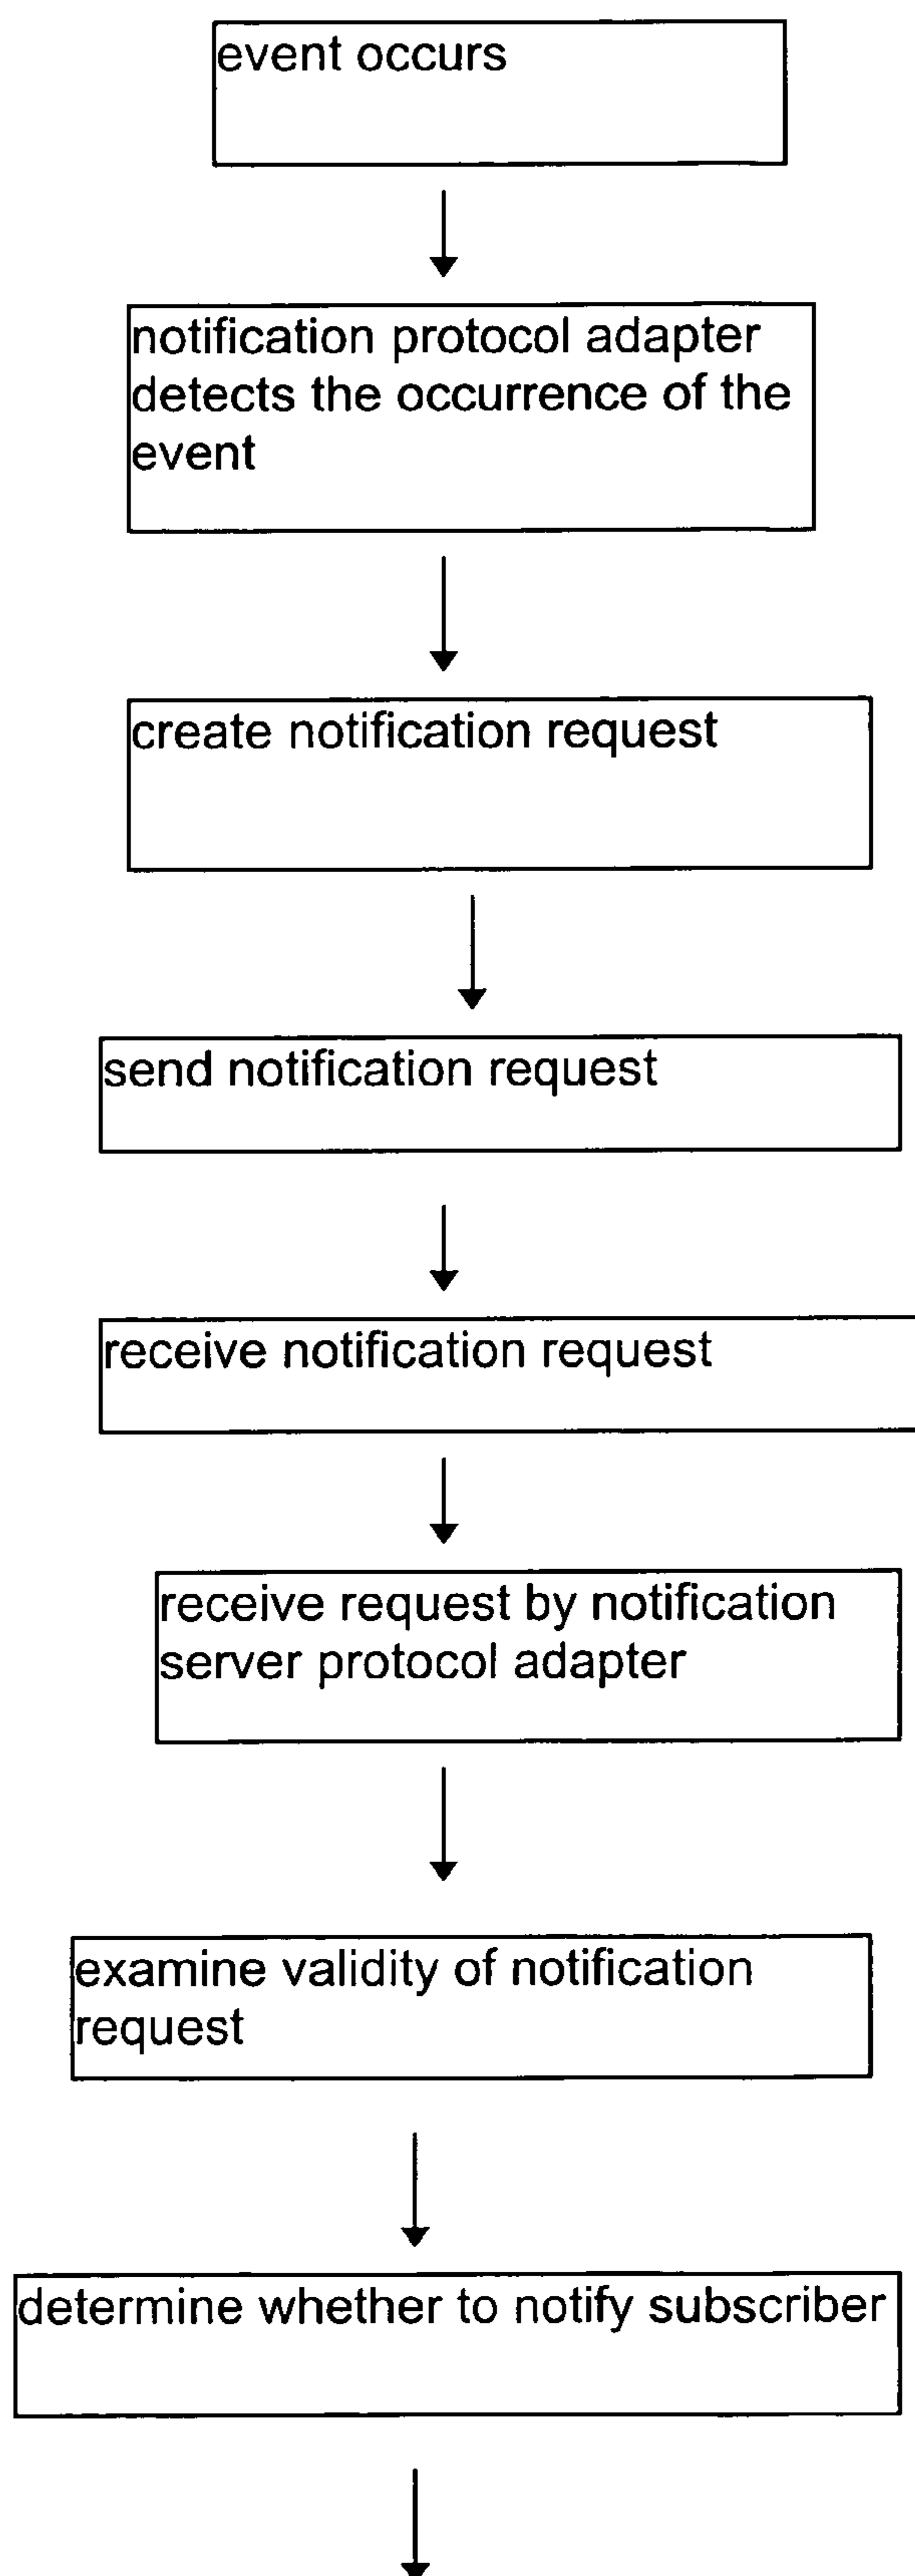 event occurs
notification protocol adapter
detects the occurrence of the
event
create notification request
send notification request
receive notification request
receive request by notification
server protocol adapter
examine validity of notification
request
determine whether to notify subscriber